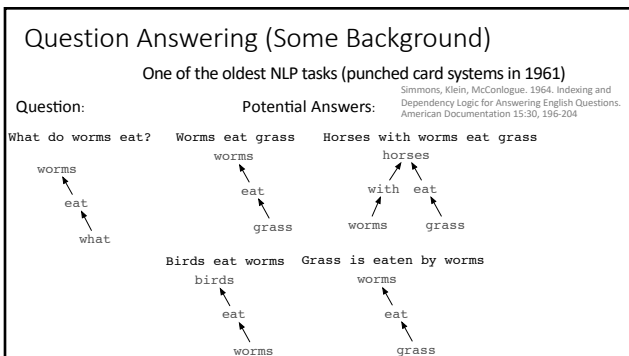 Question Answering (Some Background)
One of the oldest NLP tasks (punched card systems in 1961)
Simmons, Klein, McConlogue. 1964. Indexing and
Dependency Logic for Answering English Questions.
American Documentation 15:30, 196-204
Question:
Potential Answers:
What do worms eat?
worms
eat
what
Worms eat grass
worms
eat
grass
Horses with worms eat grass
horses
with
eat
worms
grass
Birds eat worms
birds
eat
worms
Grass is eaten by worms
worms
eat
grass